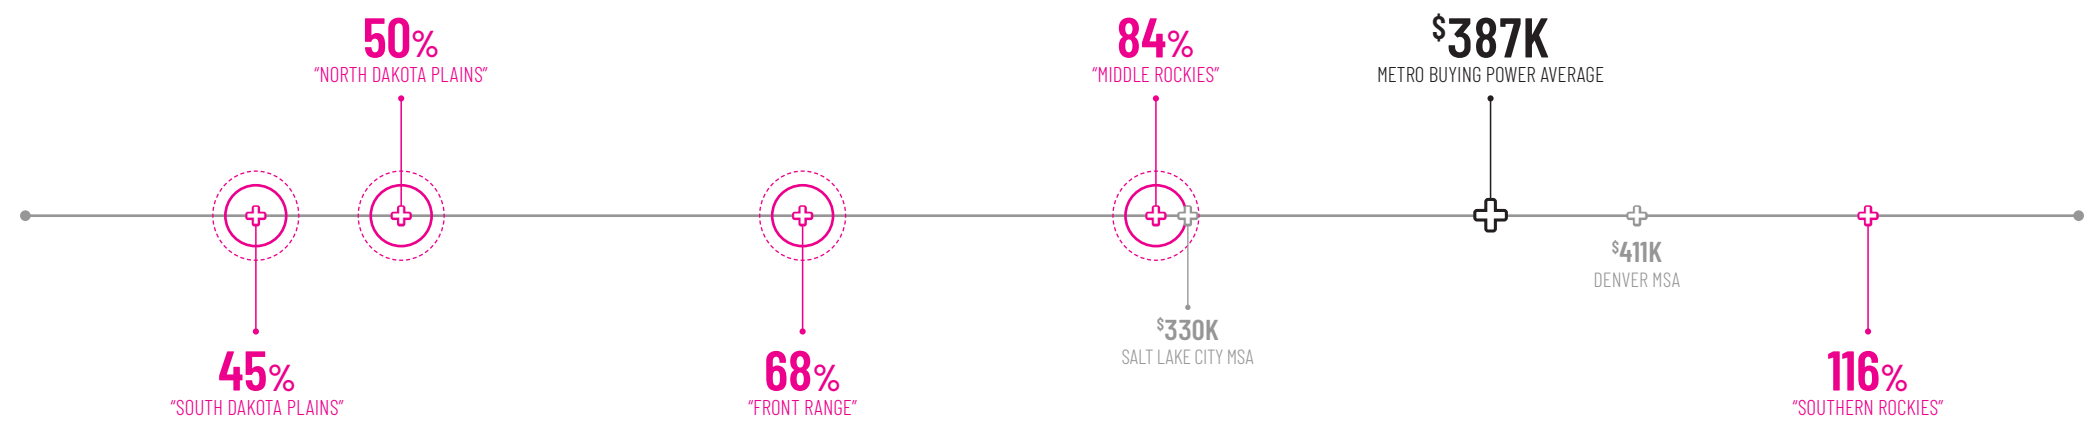 50%
“NORTH DAKOTA PLAINS”
84%
“MIDDLE ROCKIES”
$387K
METRO BUYING POWER AVERAGE
$411K
DENVER MSA
$330K
SALT LAKE CITY MSA
45%
“SOUTH DAKOTA PLAINS”
68%
“FRONT RANGE”
116%
“SOUTHERN ROCKIES”